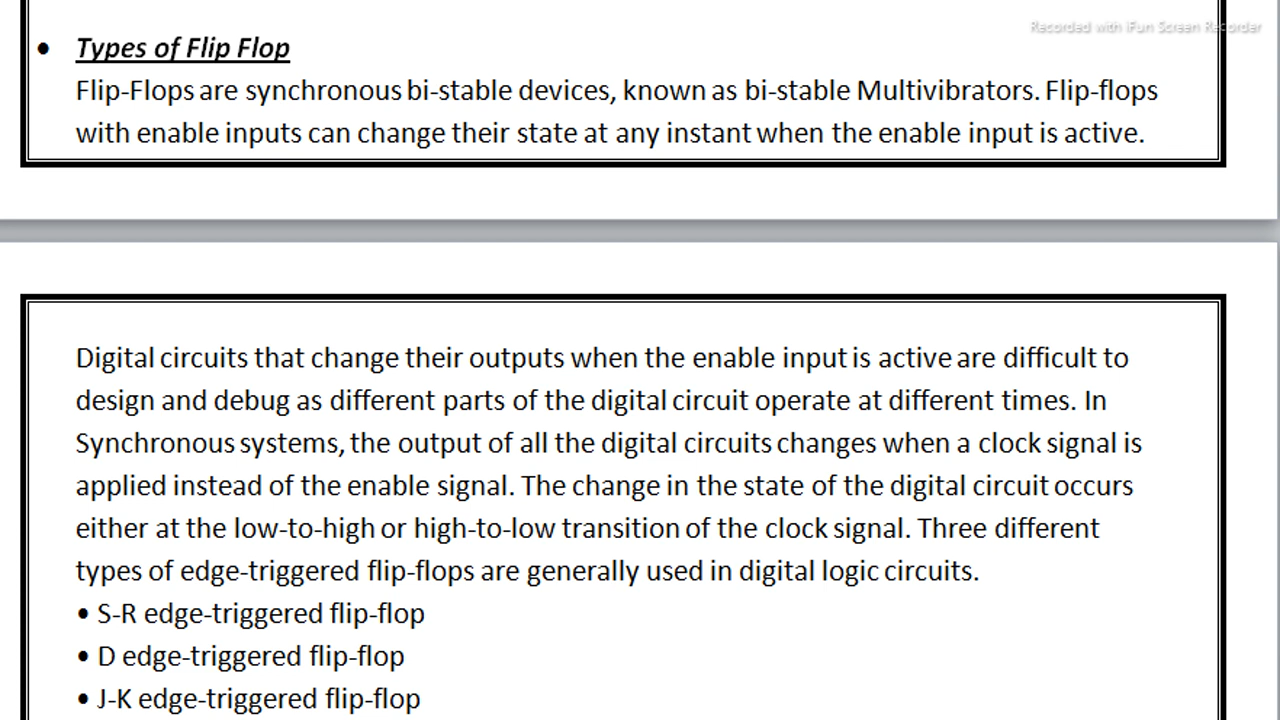 Recorded with iFun Screen Recorder
• Types of Flip Flop
Flip-Flops are synchronous bi-stable devices, known as bi-stable Multivibrators. Flip-flops
with enable inputs can change their state at any instant when the enable input is active.
Digital circuits that change their outputs when the enable input is active are difficult to
design and debug as different parts of the digital circuit operate at different times. In
Synchronous systems, the output of all the digital circuits changes when a clock signal is
applied instead of the enable signal. The change in the state of the digital circuit occurs
either at the low-to-high or high-to-low transition of the clock signal. Three different
types of edge-triggered flip-flops are generally used in digital logic circuits.
• S-R edge-triggered flip-flop
• D edge-triggered flip-flop
• J-K edge-triggered flip-flop